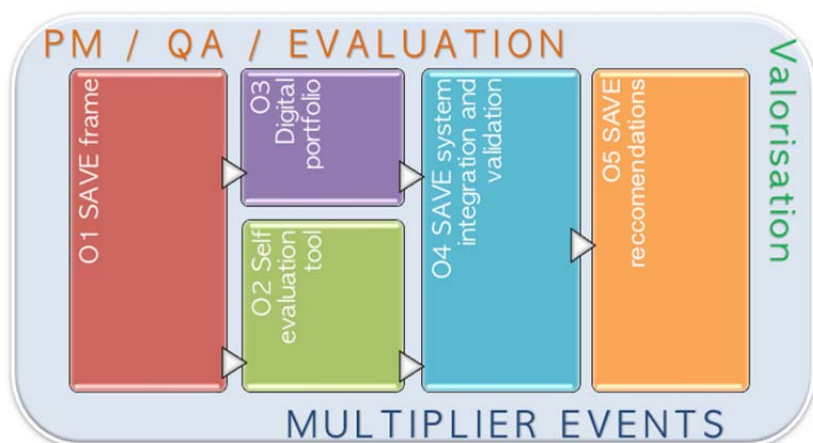 PM / QA / EVALUATION
Valorisation
O1 SAVE frame
O3
Digital
portfolio
O2 Self
evaluation
tool
O4 SAVE system
integration and
validation
O5 SAVE
reccomendations
MULTIPLIER EVENTS